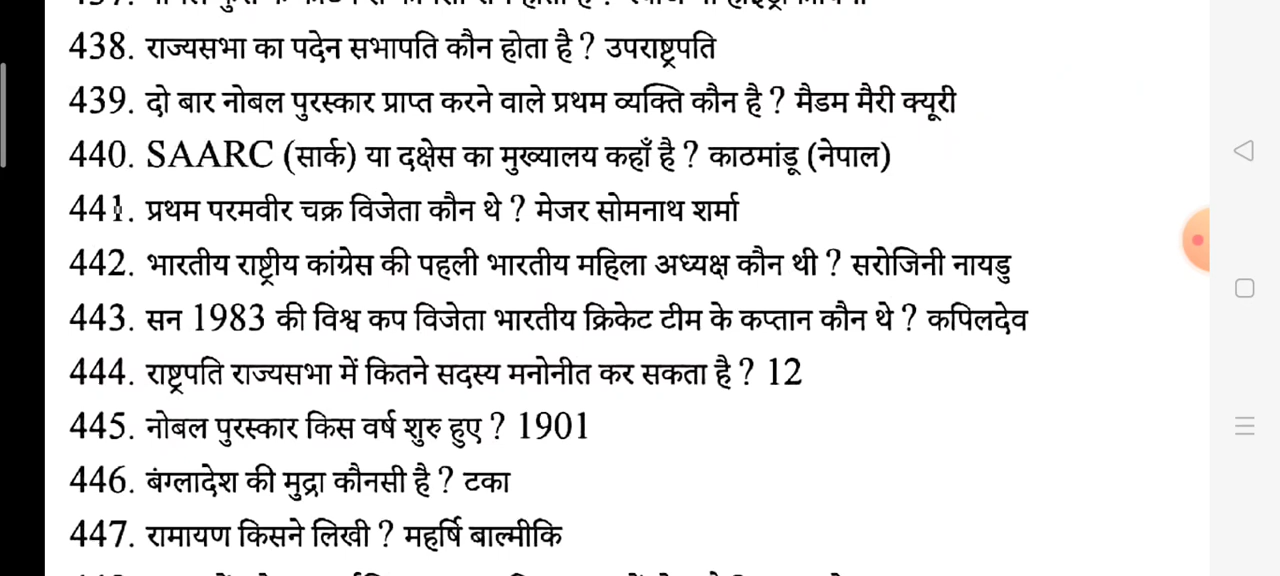 438. राज्यसभा का पदेन सभापति कौन होता है ? उपराष्ट्रपति
439. दो बार नोबल पुरस्कार प्राप्त करने वाले प्रथम व्यक्ति कौन है ? मैडम मैरी क्यूरी
440. SAARC (सार्क) या दक्षेस का मुख्यालय कहाँ है ? काठमांडू (नेपाल)
441. प्रथम परमवीर चक्र विजेता कौन थे ? मेजर सोमनाथ शर्मा
442. भारतीय राष्ट्रीय कांग्रेस की पहली भारतीय महिला अध्यक्ष कौन थी ? सरोजिनी नायडु
443. सन 1983 की विश्व कप विजेता भारतीय क्रिकेट टीम के कप्तान कौन थे ? कपिलदेव
444. राष्ट्रपति राज्यसभा में कितने सदस्य मनोनीत कर सकता है ? 12
445. नोबल पुरस्कार किस वर्ष शुरु हुए ? 1901
446. बंग्लादेश की मुद्रा कौनसी है ? टका
447. रामायण किसने लिखी ? महर्षि बाल्मीकि